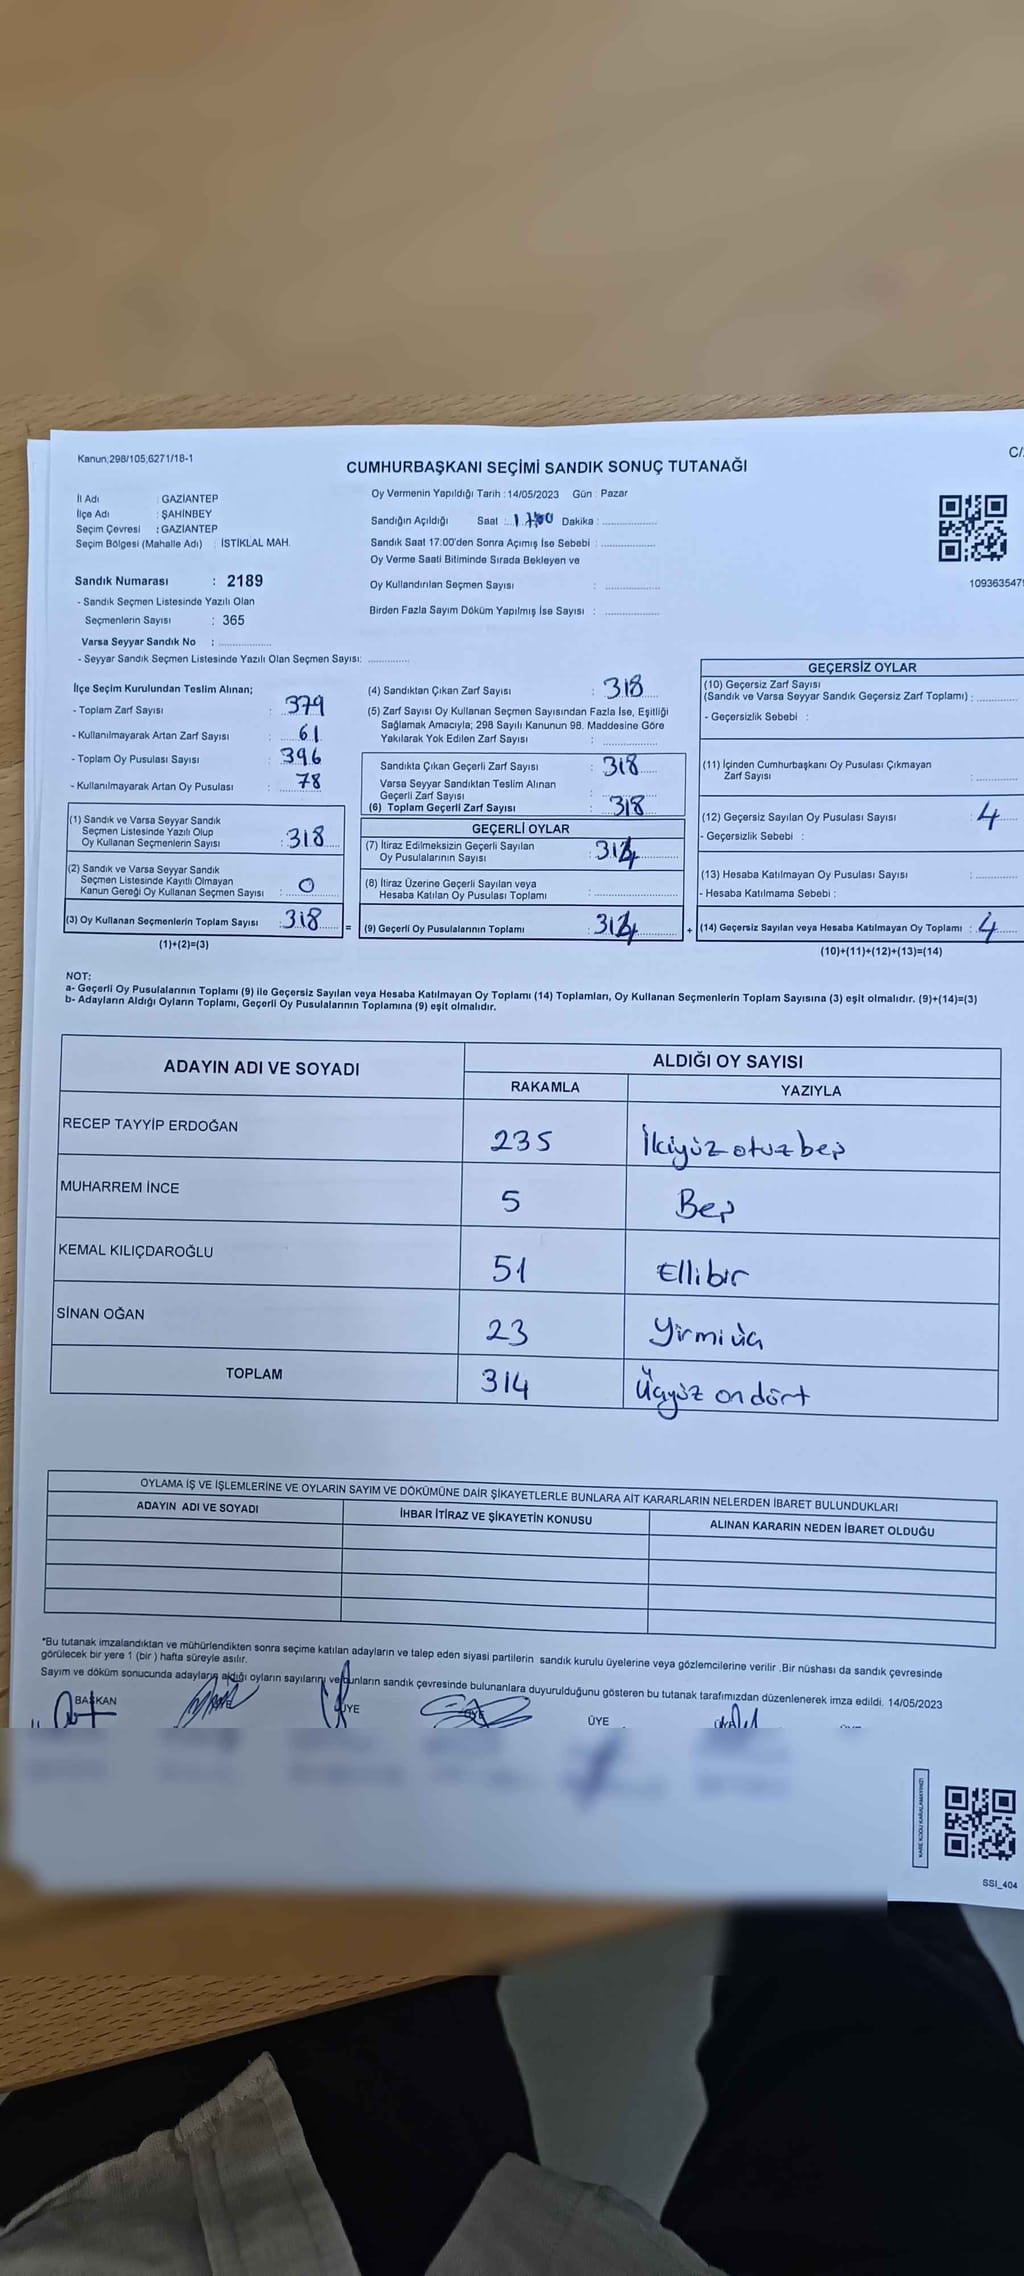 Kanun,298/105,6271/18-1
C/
CUMHURBAŞKANI SEÇİMİ SANDIK SONUÇ TUTANAĞI
İl Adı : GAZİANTEP
İlçe Adı : ŞAHİNBEY
Seçim Çevresi : GAZİANTEP
Seçim Bölgesi (Mahalle Adı) : İSTİKLAL MAH.
Oy Vermenin Yapıldığı Tarih : 14/05/2023 Gün : Pazar
Sandığın Açıldığı Saat : Dakika :
Sandık Saat 17:00'den Sonra Açımış İse Sebebi :
Oy Verme Saati Bitiminde Sırada Bekleyen ve
Oy Kullandırılan Seçmen Sayısı :
Birden Fazla Sayım Döküm Yapılmış İse Sayısı :
109363547
Sandık Numarası : 2189
- Sandık Seçmen Listesinde Yazılı Olan
Seçmenlerin Sayısı : 365
Varsa Seyyar Sandık No :
- Seyyar Sandık Seçmen Listesinde Yazılı Olan Seçmen Sayısı:
İlçe Seçim Kurulundan Teslim Alınan;
- Toplam Zarf Sayısı : 379
- Kullanılmayarak Artan Zarf Sayısı : 61
- Toplam Oy Pusulası Sayısı : 396
- Kullanılmayarak Artan Oy Pusulası : 78
(1) Sandık ve Varsa Seyyar Sandık
Seçmen Listesinde Yazılı Olup
Oy Kullanan Seçmenlerin Sayısı : 318
(2) Sandık ve Varsa Seyyar Sandık
Seçmen Listesinde Kayıtlı Olmayan
Kanun Gereği Oy Kullanan Seçmen Sayısı : 0
(3) Oy Kullanan Seçmenlerin Toplam Sayısı : 318
(1)+(2)=(3)
(4) Sandıktan Çıkan Zarf Sayısı : 318
(5) Zarf Sayısı Oy Kullanan Seçmen Sayısından Fazla İse, Eşitliği
Sağlamak Amacıyla; 298 Sayılı Kanunun 98. Maddesine Göre
Yakılarak Yok Edilen Zarf Sayısı :
Sandıkta Çıkan Geçerli Zarf Sayısı : 318
Varsa Seyyar Sandıktan Teslim Alınan
Geçerli Zarf Sayısı :
(6) Toplam Geçerli Zarf Sayısı : 318
GEÇERLİ OYLAR
(7) İtiraz Edilmeksizin Geçerli Sayılan
Oy Pusulalarının Sayısı : 314
(8) İtiraz Üzerine Geçerli Sayılan veya
Hesaba Katılan Oy Pusulası Toplamı :
= (9) Geçerli Oy Pusulalarının Toplamı : 314
GEÇERSİZ OYLAR
(10) Geçersiz Zarf Sayısı
(Sandık ve Varsa Seyyar Sandık Geçersiz Zarf Toplamı) :
- Geçersizlik Sebebi :
(11) İçinden Cumhurbaşkanı Oy Pusulası Çıkmayan
Zarf Sayısı :
(12) Geçersiz Sayılan Oy Pusulası Sayısı : 4
- Geçersizlik Sebebi :
(13) Hesaba Katılmayan Oy Pusulası Sayısı :
- Hesaba Katılmama Sebebi :
+ (14) Geçersiz Sayılan veya Hesaba Katılmayan Oy Toplamı : 4
(10)+(11)+(12)+(13)=(14)
NOT:
a- Geçerli Oy Pusulalarının Toplamı (9) ile Geçersiz Sayılan veya Hesaba Katılmayan Oy Toplamı (14) Toplamları, Oy Kullanan Seçmenlerin Toplam Sayısına (3) eşit olmalıdır. (9)+(14)=(3)
b- Adayların Aldığı Oyların Toplamı, Geçerli Oy Pusulalarının Toplamına (9) eşit olmalıdır.
ADAYIN ADI VE SOYADI
ALDIĞI OY SAYISI
RAKAMLA YAZIYLA
RECEP TAYYİP ERDOĞAN 235 İkiyüz otuz beş
MUHARREM İNCE 5 Beş
KEMAL KILIÇDAROĞLU 51 Ellibir
SİNAN OĞAN 23 Yirmi üç
TOPLAM 314 Üçyüz on dört
OYLAMA İŞ VE İŞLEMLERİNE VE OYLARIN SAYIM VE DÖKÜMÜNE DAİR ŞİKAYETLERLE BUNLARA AİT KARARLARIN NELERDEN İBARET BULUNDUKLARI
ADAYIN ADI VE SOYADI İHBAR İTİRAZ VE ŞİKAYETİN KONUSU ALINAN KARARIN NEDEN İBARET OLDUĞU
*Bu tutanak imzalandıktan ve mühürlendikten sonra seçime katılan adayların ve talep eden siyasi partilerin sandık kurulu üyelerine veya gözlemcilerine verilir .Bir nüshası da sandık çevresinde
görülecek bir yere 1 (bir ) hafta süreyle asılır.
Sayım ve döküm sonucunda adayların aldığı oyların sayılarını ve bunların sandık çevresinde bulunanlara duyurulduğunu gösteren bu tutanak tarafımızdan düzenlenerek imza edildi. 14/05/2023
BAŞKAN ÜYE ÜYE ÜYE
KARE KODU KARALAMAYINIZ!
SSI_404